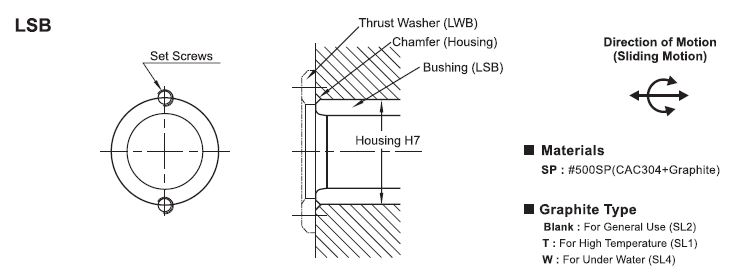 LSB
Thrust Washer (LWB)
Chamfer (Housing)
Set Screws
Bushing (LSB)
Housing H7
Direction of Motion
(Sliding Motion)
■ Materials
SP : #500SP(CAC304+Graphite)
■ Graphite Type
Blank : For General Use (SL2)
T : For High Temperature (SL1)
W : For Under Water (SL4)